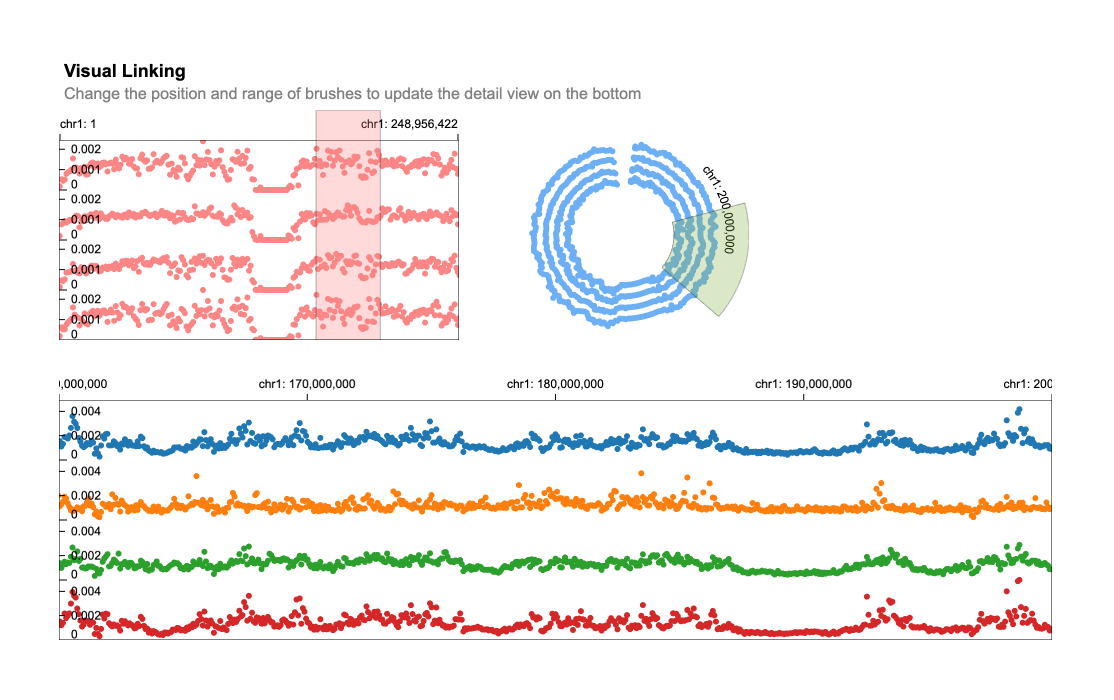 Visual Linking
Change the position and range of brushes to update the detail view on the bottom
chr1: 1
chr1: 248,956,422
0.002
0.001
0
0.002
0.001
0
0.002
0.001
0
0.002
0.001
0
chr1: 200,000,000
0,000,000
chr1: 170,000,000
chr1: 180,000,000
chr1: 190,000,000
chr1: 200
0.004
0.002
0
0.004
0.002
0
0.004
0.002
0
0.004
0.002
0